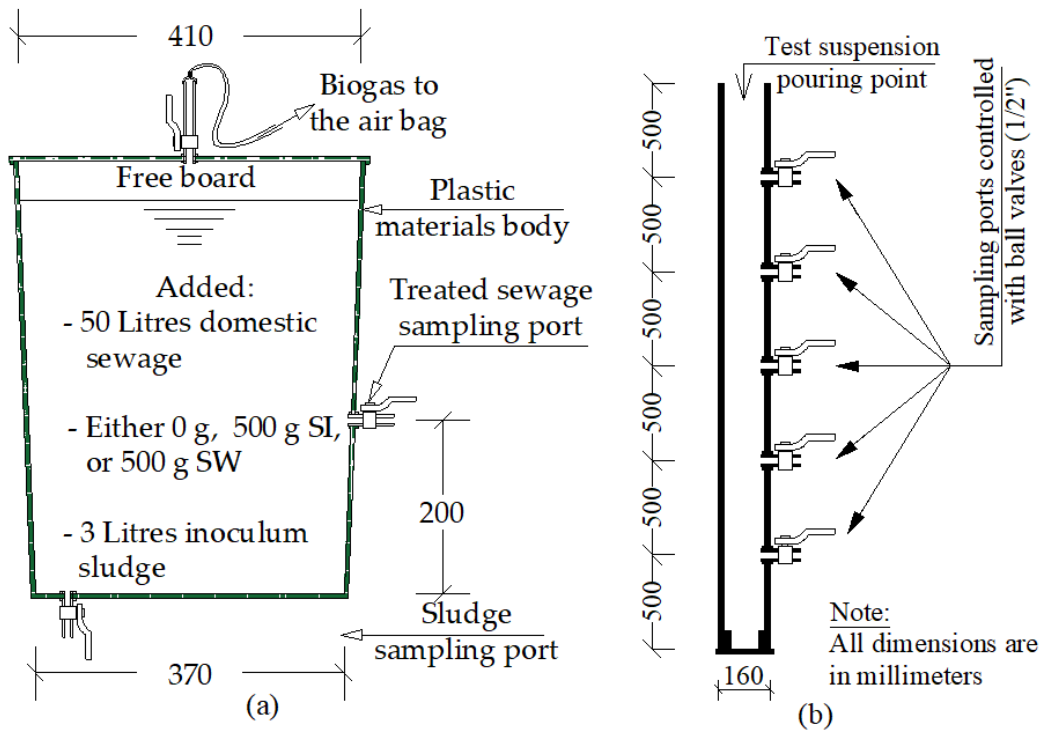 410
Biogas to
the air bag
Free board
Plastic
materials body
Added:
- 50 Litres domestic
sewage
Treated sewage
sampling port
- Either 0 g, 500 g SI,
or 500 g SW
200
- 3 Litres inoculum
sludge
Sludge
sampling port
370
(a)
Test suspension
pouring point
500
500
500
500
500
500
Sampling ports controlled
with ball valves (1/2")
Note:
All dimensions are
in millimeters
160
(b)